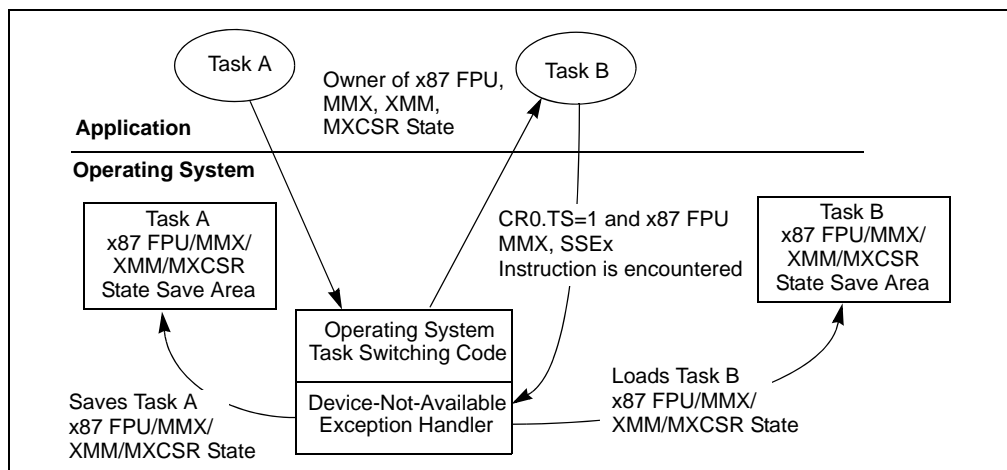 Task A
Task B
Owner of x87 FPU,
MMX, XMM,
MXCSR State
Application
Operating System
Task A
x87 FPU/MMX/
XMM/MXCSR
State Save Area
CR0.TS=1 and x87 FPU
MMX, SSEx
Instruction is encountered
Task B
x87 FPU/MMX/
XMM/MXCSR
State Save Area
Operating System
Task Switching Code
Device-Not-Available
Exception Handler
Saves Task A
x87 FPU/MMX/
XMM/MXCSR State
Loads Task B
x87 FPU/MMX/
XMM/MXCSR State